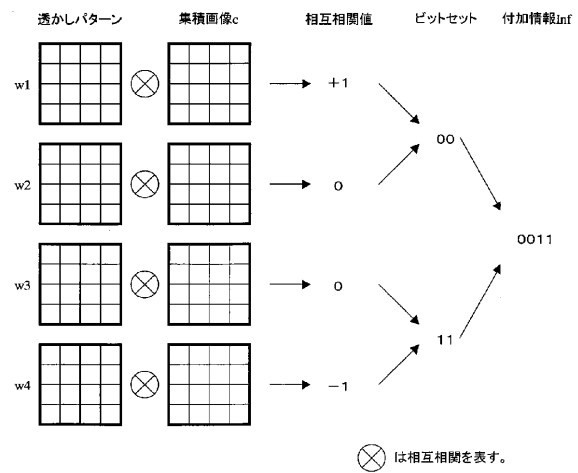 透かしパターン 集積画像c 相互相関値 ビットセット 付加情報Inf
w1 +1
00
w2 0
0011
w3 0
11
w4 -1
は相互相関を表す。